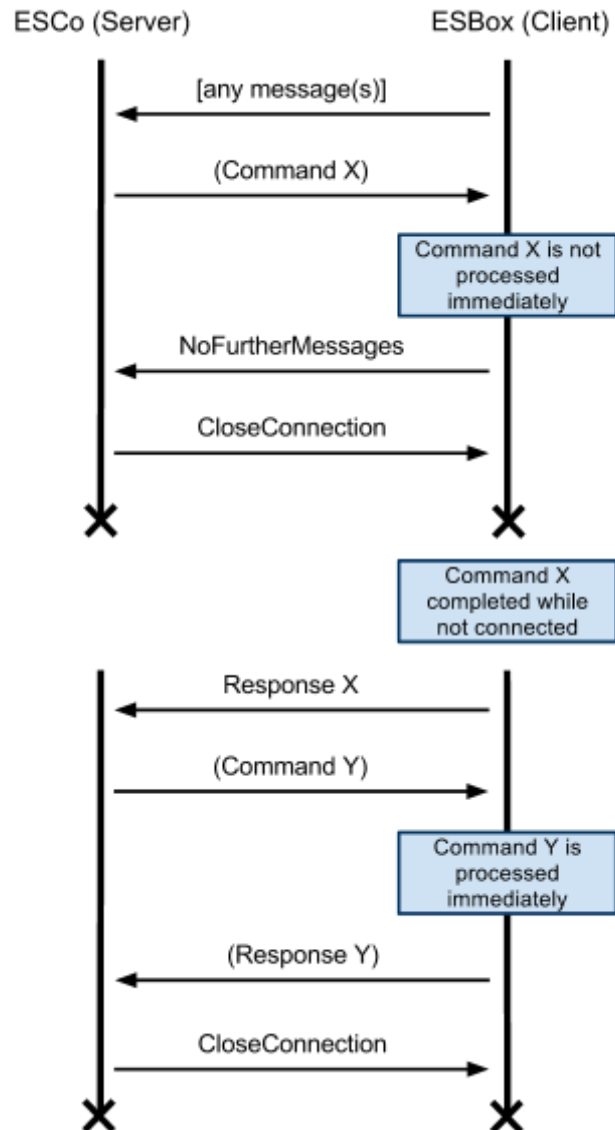 ESCo (Server)
ESBox (Client)
[any message(s)]
(Command X)
Command X is not
processed
immediately
NoFurtherMessages
CloseConnection
Command X
completed while
not connected
Response X
(Command Y)
Command Y is
processed
immediately
(Response Y)
CloseConnection